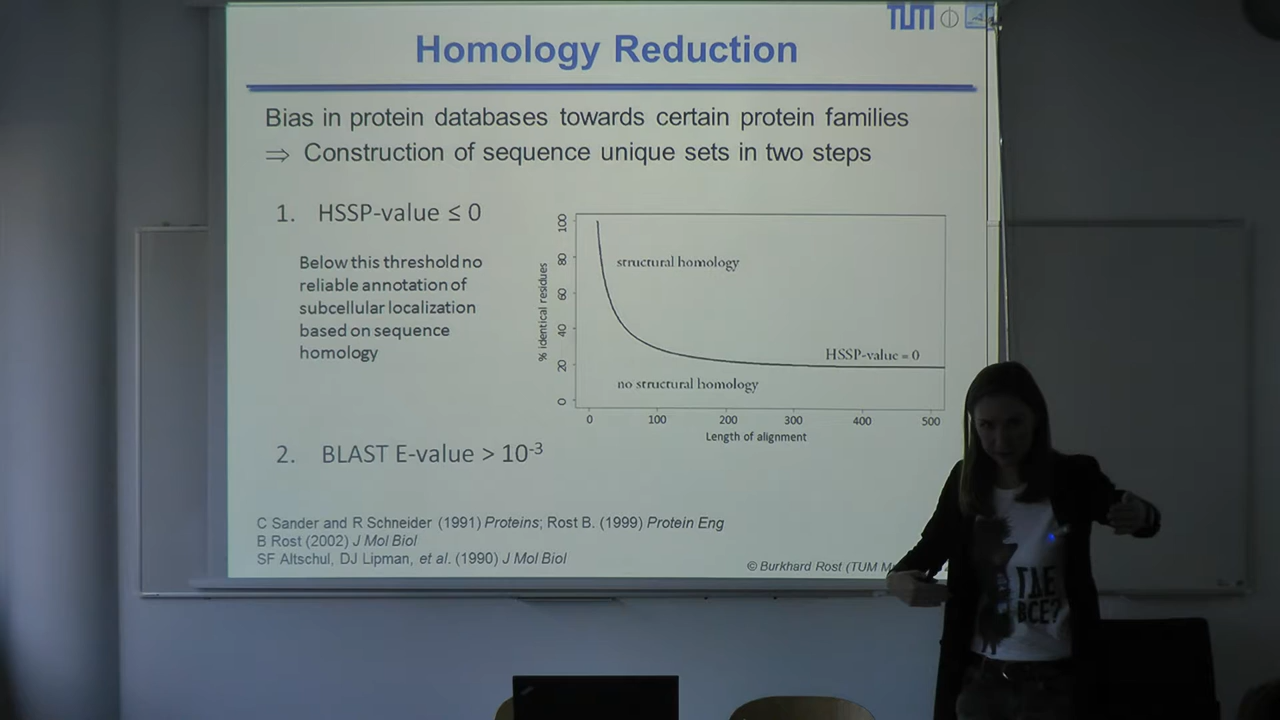 TUM
Homology Reduction
Bias in protein databases towards certain protein families
⇒ Construction of sequence unique sets in two steps
1. HSSP-value ≤ 0
Below this threshold no
reliable annotation of
subcellular localization
based on sequence
homology
% identical residues
100
80
60
40
20
0
structural homology
HSSP-value = 0
no structural homology
0 100 200 300 400 500
Length of alignment
2. BLAST E-value > 10⁻³
C Sander and R Schneider (1991) Proteins; Rost B. (1999) Protein Eng
B Rost (2002) J Mol Biol
SF Altschul, DJ Lipman, et al. (1990) J Mol Biol
© Burkhard Rost (TUM
ГДЕ
ВСЕ?